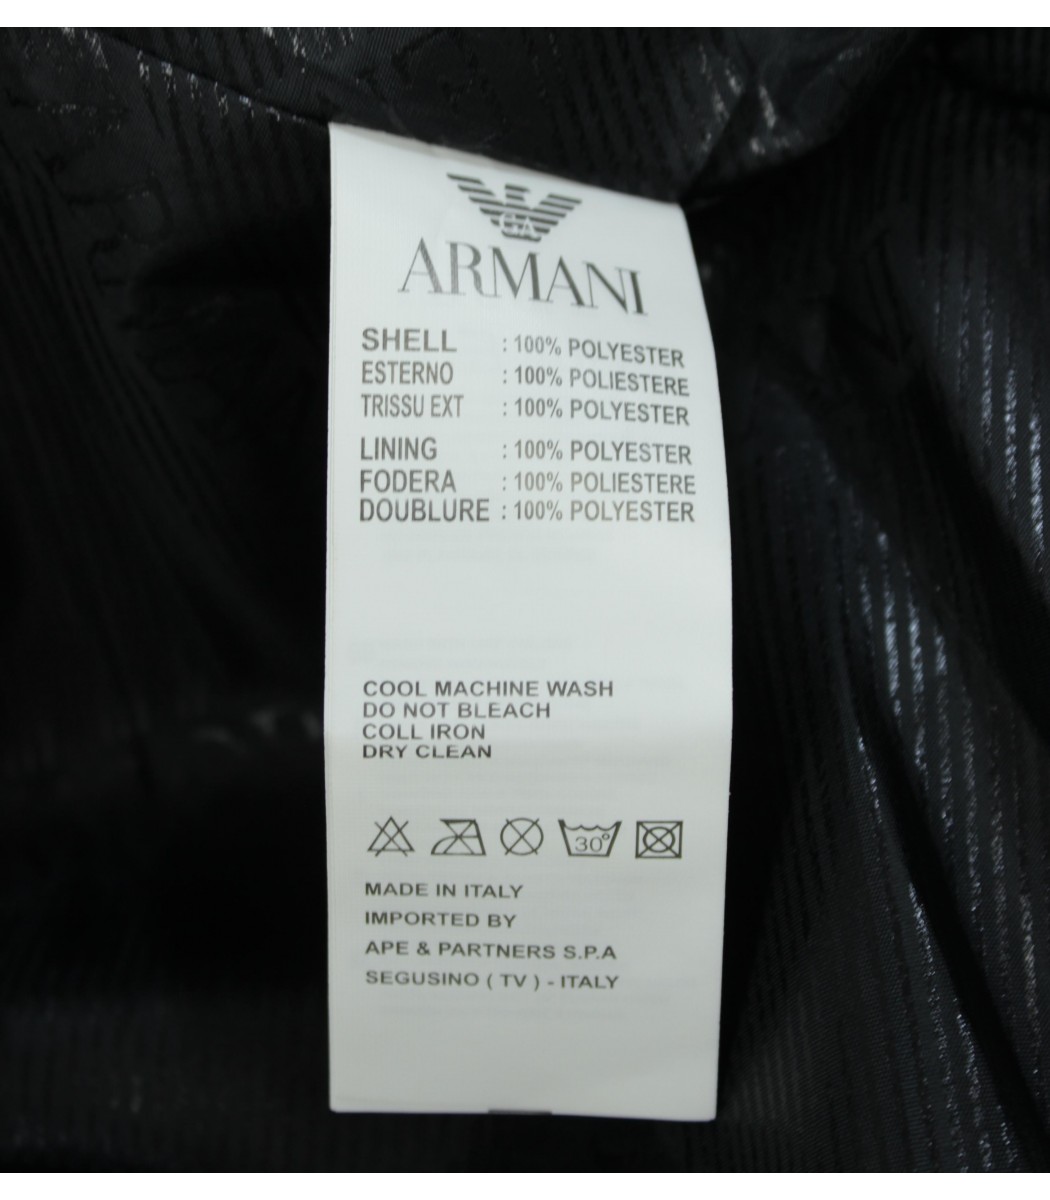 GA
ARMANI
SHELL : 100% POLYESTER
ESTERNO : 100% POLIESTERE
TRISSU EXT : 100% POLYESTER
LINING : 100% POLYESTER
FODERA : 100% POLIESTERE
DOUBLURE : 100% POLYESTER
COOL MACHINE WASH
DO NOT BLEACH
COLL IRON
DRY CLEAN
30°
MADE IN ITALY
IMPORTED BY
APE & PARTNERS S.P.A
SEGUSINO ( TV ) - ITALY